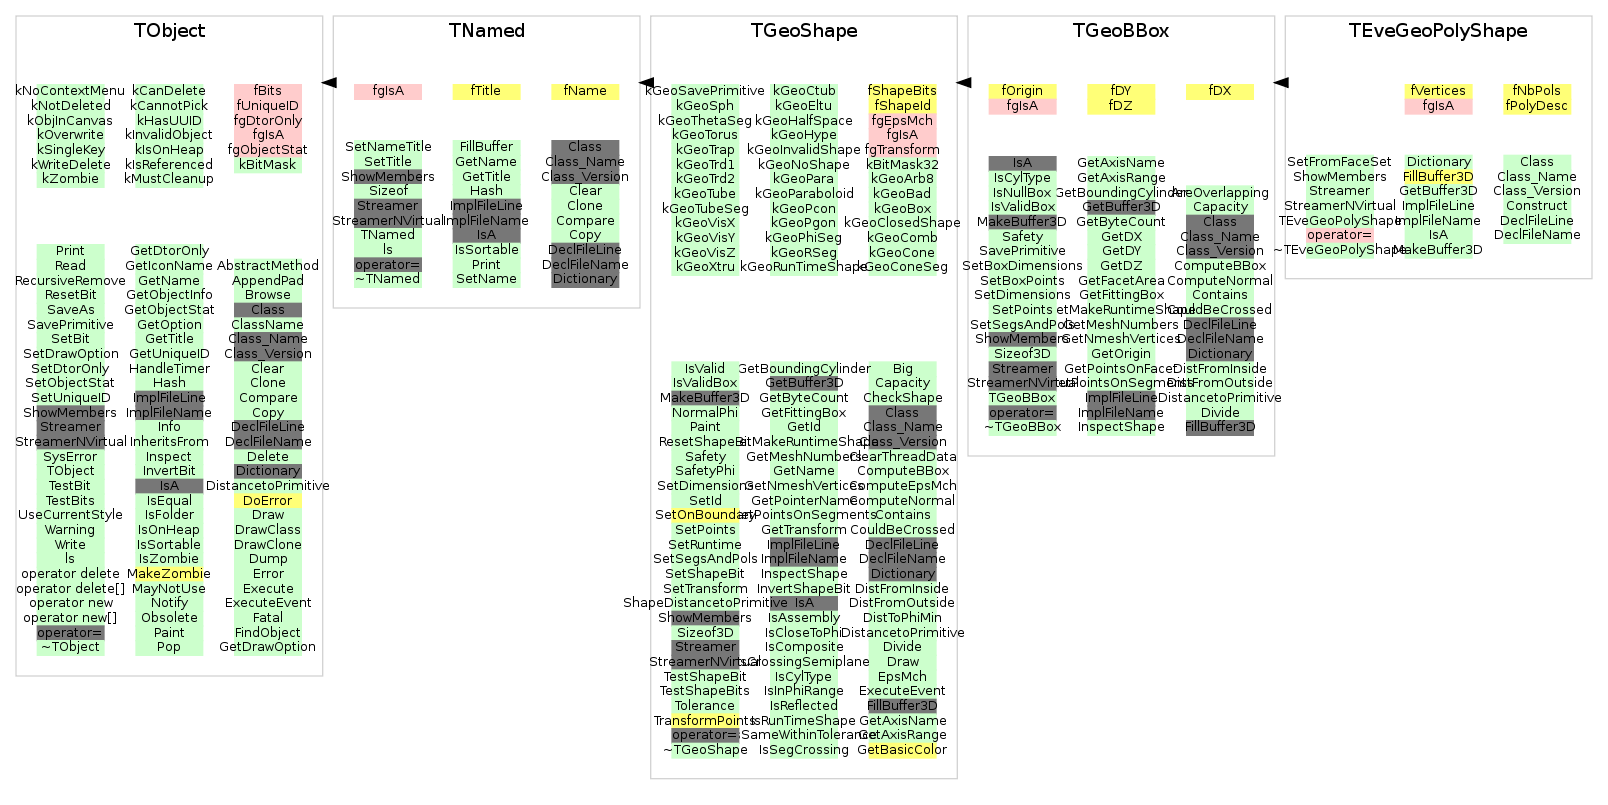 TObject
kNoContextMenu
kNotDeleted
kObjInCanvas
kOverwrite
kSingleKey
kWriteDelete
kZombie
kCanDelete
kCannotPick
kHasUUID
kInvalidObject
kIsOnHeap
kIsReferenced
kMustCleanup
fBits
fUniqueID
fgDtorOnly
fgIsA
fgObjectStat
kBitMask
Print
Read
RecursiveRemove
ResetBit
SaveAs
SavePrimitive
SetBit
SetDrawOption
SetDtorOnly
SetObjectStat
SetUniqueID
ShowMembers
Streamer
StreamerNVirtual
SysError
TObject
TestBit
TestBits
UseCurrentStyle
Warning
Write
ls
operator delete
operator delete[]
operator new
operator new[]
operator=
~TObject
GetDtorOnly
GetIconName
GetName
GetObjectInfo
GetObjectStat
GetOption
GetTitle
GetUniqueID
HandleTimer
Hash
ImplFileLine
ImplFileName
Info
InheritsFrom
Inspect
InvertBit
IsA
IsEqual
IsFolder
IsOnHeap
IsSortable
IsZombie
MakeZombie
MayNotUse
Notify
Obsolete
Paint
Pop
AbstractMethod
AppendPad
Browse
Class
ClassName
Class_Name
Class_Version
Clear
Clone
Compare
Copy
DeclFileLine
DeclFileName
Delete
Dictionary
DistancetoPrimitive
DoError
Draw
DrawClass
DrawClone
Dump
Error
Execute
ExecuteEvent
Fatal
FindObject
GetDrawOption
TNamed
fgIsA
fTitle
fName
SetNameTitle
SetTitle
ShowMembers
Sizeof
Streamer
StreamerNVirtual
TNamed
ls
operator=
~TNamed
FillBuffer
GetName
GetTitle
Hash
ImplFileLine
ImplFileName
IsA
IsSortable
Print
SetName
Class
Class_Name
Class_Version
Clear
Clone
Compare
Copy
DeclFileLine
DeclFileName
Dictionary
TGeoShape
kGeoSavePrimitive
kGeoSph
kGeoThetaSeg
kGeoTorus
kGeoTrap
kGeoTrd1
kGeoTrd2
kGeoTube
kGeoTubeSeg
kGeoVisX
kGeoVisY
kGeoVisZ
kGeoXtru
kGeoCtub
kGeoEltu
kGeoHalfSpace
kGeoHype
kGeoInvalidShape
kGeoNoShape
kGeoPara
kGeoParaboloid
kGeoPcon
kGeoPgon
kGeoPhiSeg
kGeoRSeg
kGeoRunTimeShape
fShapeBits
fShapeId
fgEpsMch
fgIsA
fgTransform
kBitMask32
kGeoArb8
kGeoBad
kGeoBox
kGeoClosedShape
kGeoComb
kGeoCone
kGeoConeSeg
IsValid
IsValidBox
MakeBuffer3D
NormalPhi
Paint
ResetShapeBit
Safety
SafetyPhi
SetDimensions
SetId
SetOnBoundary
SetPoints
SetRuntime
SetSegsAndPols
SetShapeBit
SetTransform
ShapeDistancetoPrimitive
ShowMembers
Sizeof3D
Streamer
StreamerNVirtual
TestShapeBit
TestShapeBits
Tolerance
TransformPoints
operator=
~TGeoShape
GetBoundingCylinder
GetBuffer3D
GetByteCount
GetFittingBox
GetId
etMakeRuntimeShape
GetMeshNumbers
GetName
GetNmeshVertices
GetPointerName
etPointsOnSegments
GetTransform
ImplFileLine
ImplFileName
InspectShape
InvertShapeBit
IsA
IsAssembly
IsCloseToPhi
IsComposite
IsCrossingSemiplane
IsCylType
IsInPhiRange
IsReflected
IsRunTimeShape
sSameWithinTolerance
IsSegCrossing
Big
Capacity
CheckShape
Class
Class_Name
Class_Version
ClearThreadData
ComputeBBox
ComputeEpsMch
ComputeNormal
Contains
CouldBeCrossed
DeclFileLine
DeclFileName
Dictionary
DistFromInside
DistFromOutside
DistToPhiMin
DistancetoPrimitive
Divide
Draw
EpsMch
ExecuteEvent
FillBuffer3D
GetAxisName
GetAxisRange
GetBasicColor
TGeoBBox
fOrigin
fgIsA
fDY
fDZ
fDX
IsA
IsCylType
IsNullBox
IsValidBox
MakeBuffer3D
Safety
SavePrimitive
SetBoxDimensions
SetBoxPoints
SetDimensions
SetPoints
SetSegsAndPols
ShowMembers
Sizeof3D
Streamer
StreamerNVirtual
TGeoBBox
operator=
~TGeoBBox
GetAxisName
GetAxisRange
GetBoundingCylinder
GetBuffer3D
GetByteCount
GetDX
GetDY
GetDZ
GetFacetArea
GetFittingBox
etMakeRuntimeShape
GetMeshNumbers
GetNmeshVertices
GetOrigin
GetPointsOnFacet
etPointsOnSegments
ImplFileLine
ImplFileName
InspectShape
AreOverlapping
Capacity
Class
Class_Name
Class_Version
ComputeBBox
ComputeNormal
Contains
CouldBeCrossed
DeclFileLine
DeclFileName
Dictionary
DistFromInside
DistFromOutside
DistancetoPrimitive
Divide
FillBuffer3D
TEveGeoPolyShape
fVertices
fgIsA
fNbPols
fPolyDesc
SetFromFaceSet
ShowMembers
Streamer
StreamerNVirtual
TEveGeoPolyShape
operator=
~TEveGeoPolyShape
Dictionary
FillBuffer3D
GetBuffer3D
ImplFileLine
ImplFileName
IsA
MakeBuffer3D
Class
Class_Name
Class_Version
Construct
DeclFileLine
DeclFileName